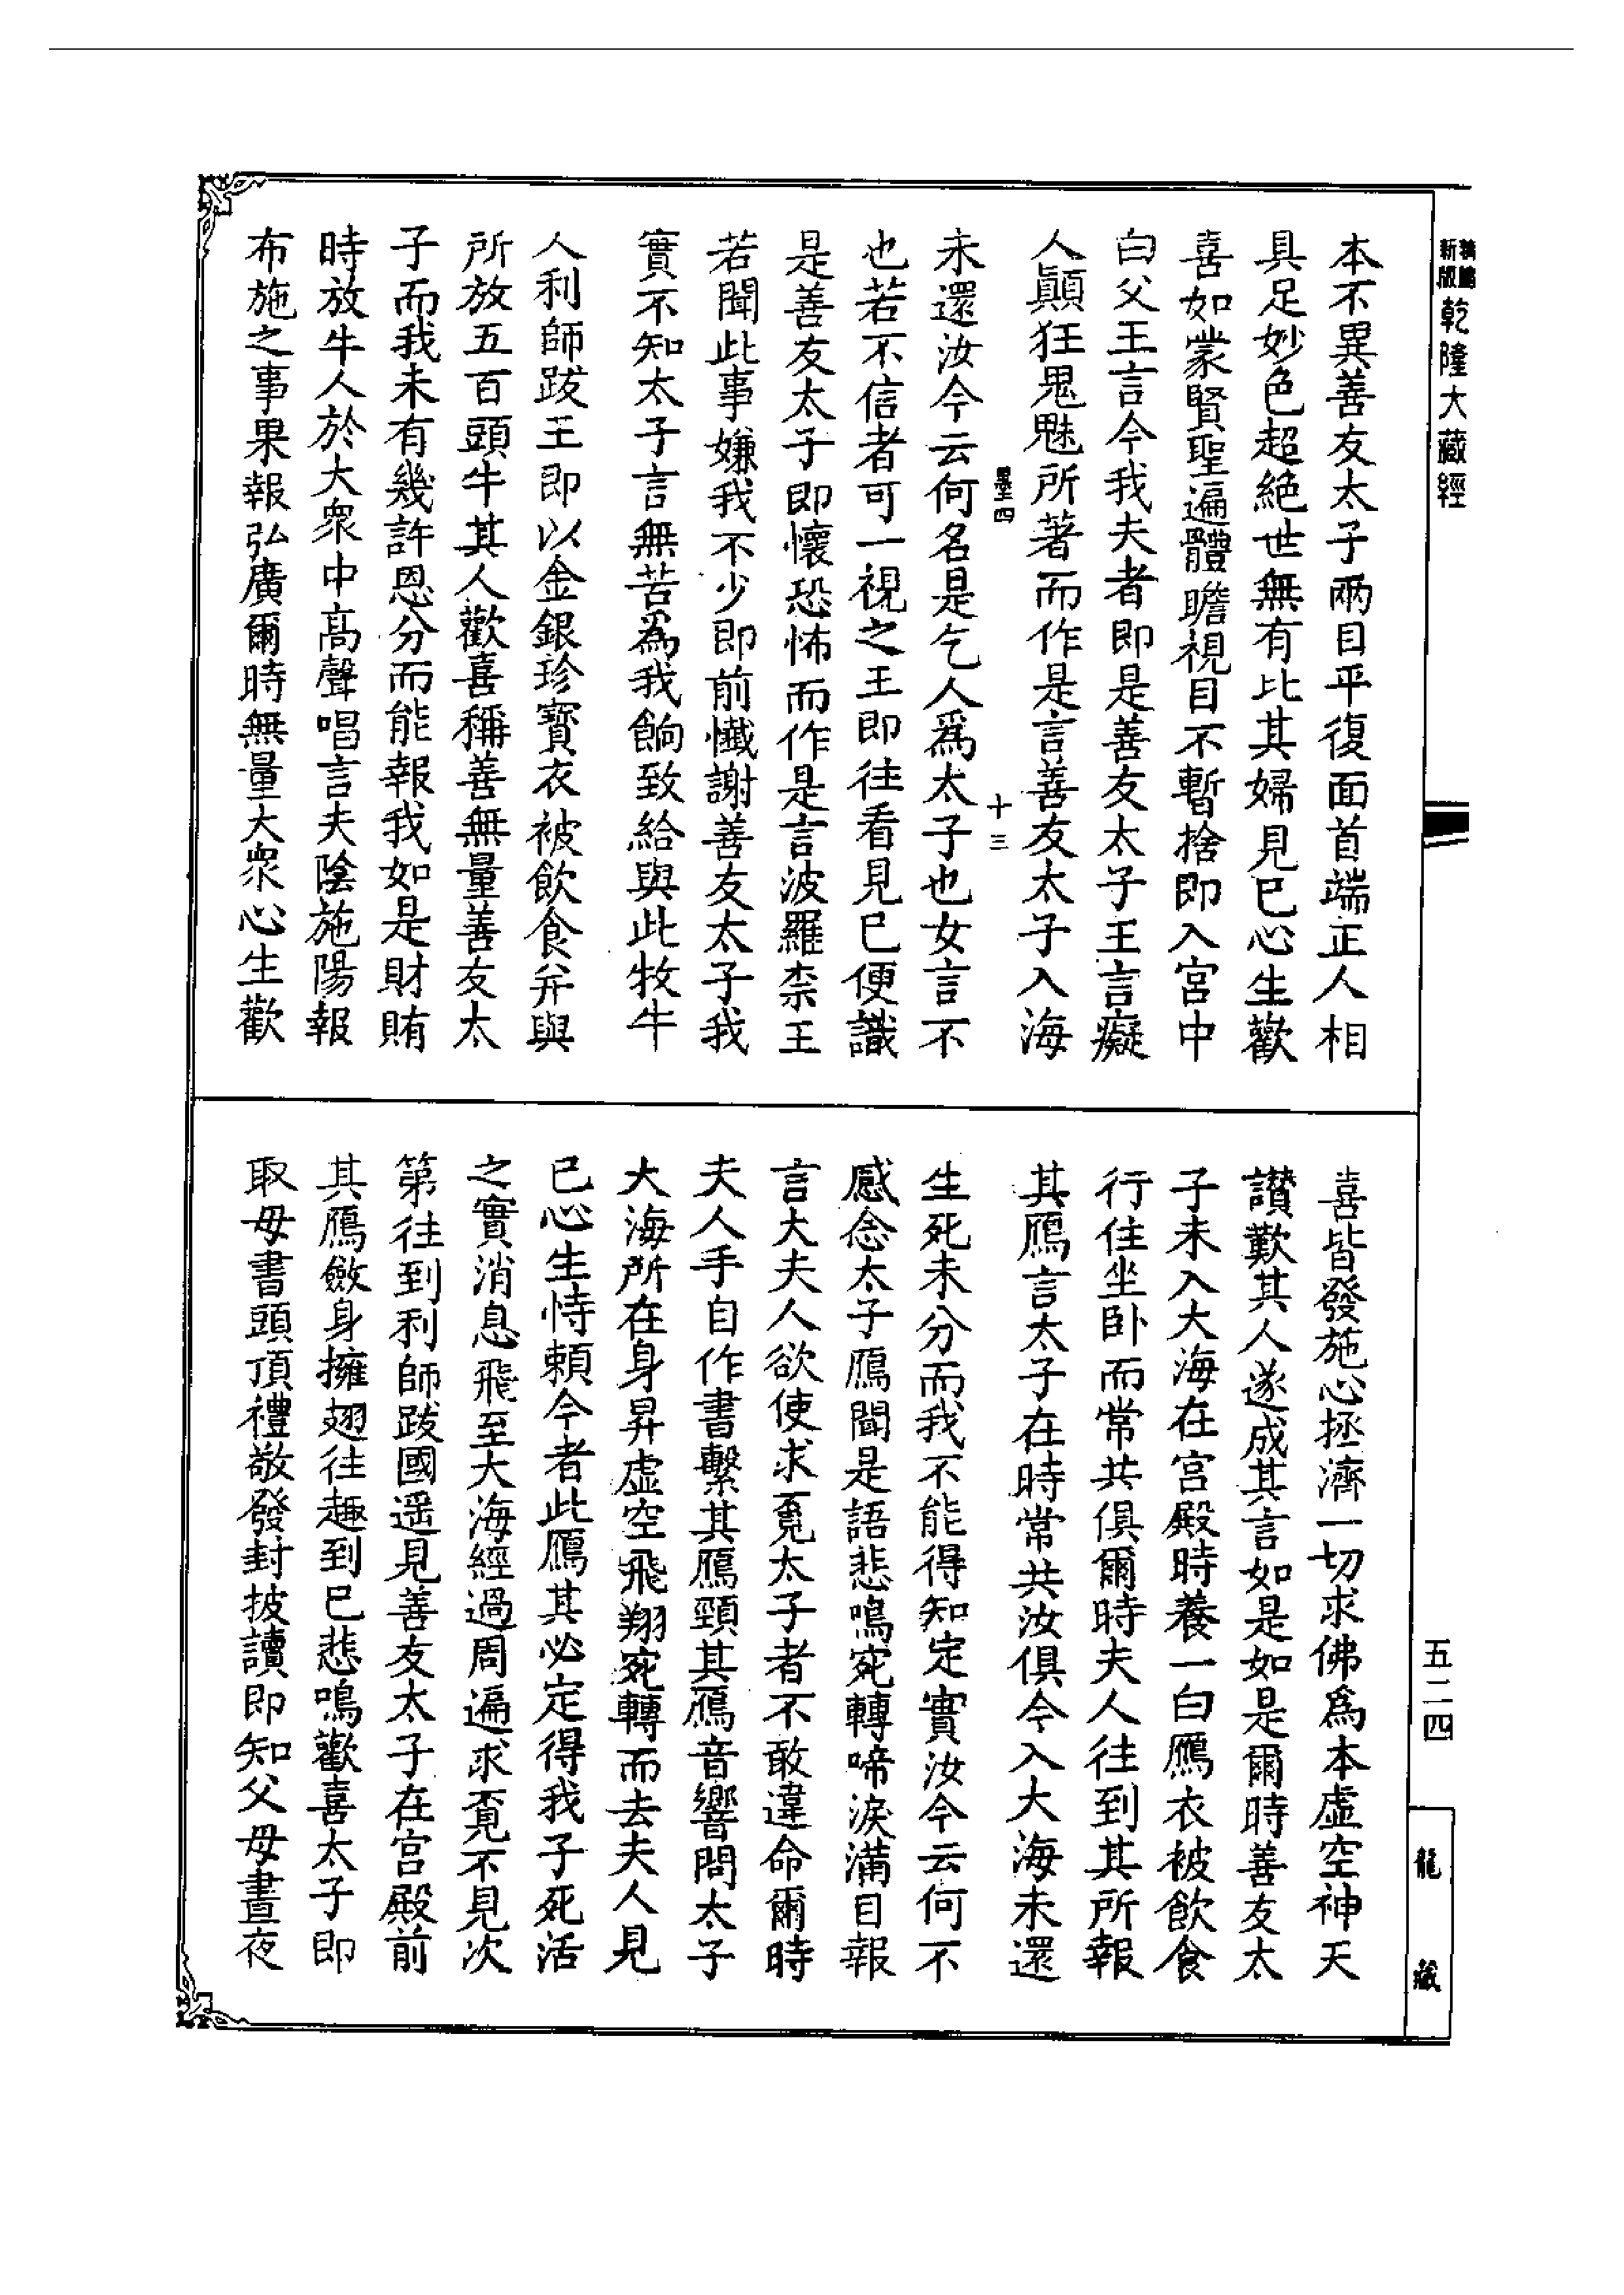 新版 乾隆大藏經
本不異善友太子兩目平復面首端正人相
具足妙色超絕世無有比其婦見已心生歡
喜如蒙賢聖遍體瞻視目不暫捨即入宮中
白父王言今我夫者即是善友太子王言癡
人顛狂鬼魅所著而作是言善友太子入海
墨四 十三
未還汝今云何名是乞人爲太子也女言不
也若不信者可一視之王即往看見已便識
是善友太子即懷恐怖而作是言波羅柰王
若聞此事嫌我不少即前懺謝善友太子我
實不知太子言無苦爲我餉致給與此牧牛
人利師跋王即以金銀珍寶衣被飲食并與
所放五百頭牛其人歡喜稱善無量善友太
子而我未有幾許恩分而能報我如是財賄
時放牛人於大衆中高聲唱言夫陰施陽報
布施之事果報弘廣爾時無量大衆心生歡
喜皆發施心拯濟一切求佛爲本虛空神天
讚歎其人遂成其言如是如是爾時善友太
子未入大海在宮殿時養一白鴈衣被飲食
行住坐卧而常共俱爾時夫人往到其所報
其鴈言太子在時常共汝俱今入大海未還
生死未分而我不能得知定實汝今云何不
感念太子鴈聞是語悲鳴宛轉啼淚滿目報
言大夫人欲使求覓太子者不敢違命爾時
夫人手自作書繫其鴈頸其鴈音響問太子
大海所在身昇虛空飛翔宛轉而去夫人見
已心生恃賴今者此鴈其必定得我子死活
之實消息飛至大海經過周遍求覓不見次
第往到利師跋國遥見善友太子在宮殿前
其鴈斂身擁翅往趣到已悲鳴歡喜太子即
取母書頭頂禮敬發封披讀即知父母晝夜
五二四
龍藏